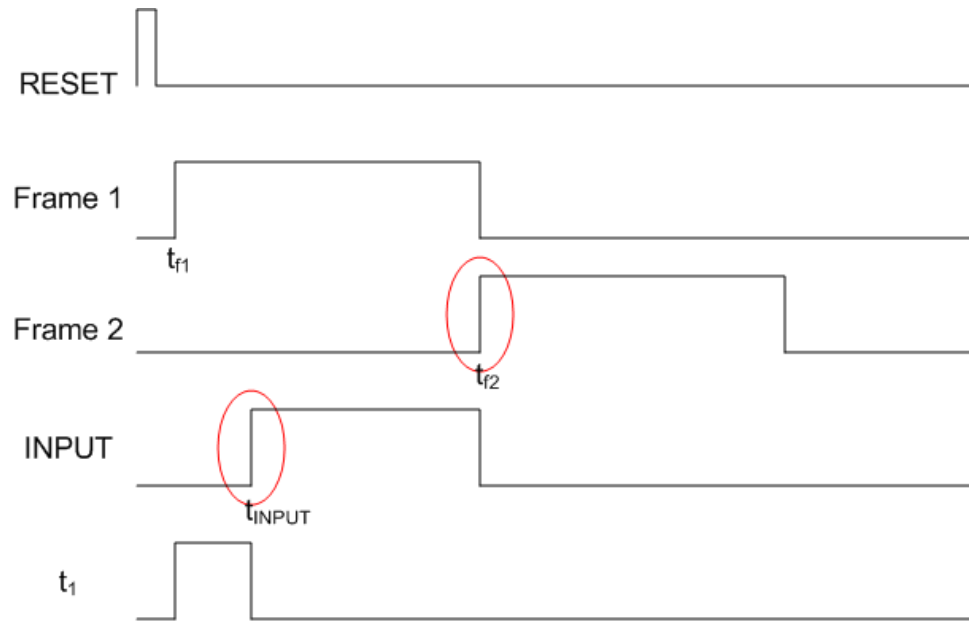 RESET
Frame 1
tf1
Frame 2
tf2
INPUT
tINPUT
t1